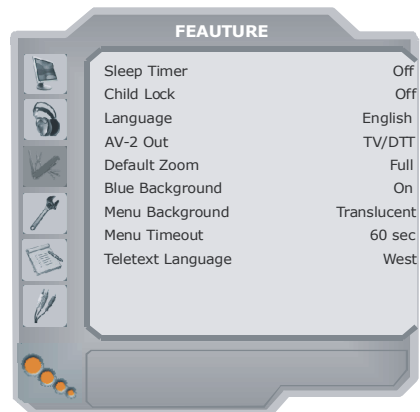 FEAUTURE
Sleep Timer Off
Child Lock Off
Language English
AV-2 Out TV/DTT
Default Zoom Full
Blue Background On
Menu Background Translucent
Menu Timeout 60 sec
Teletext Language West